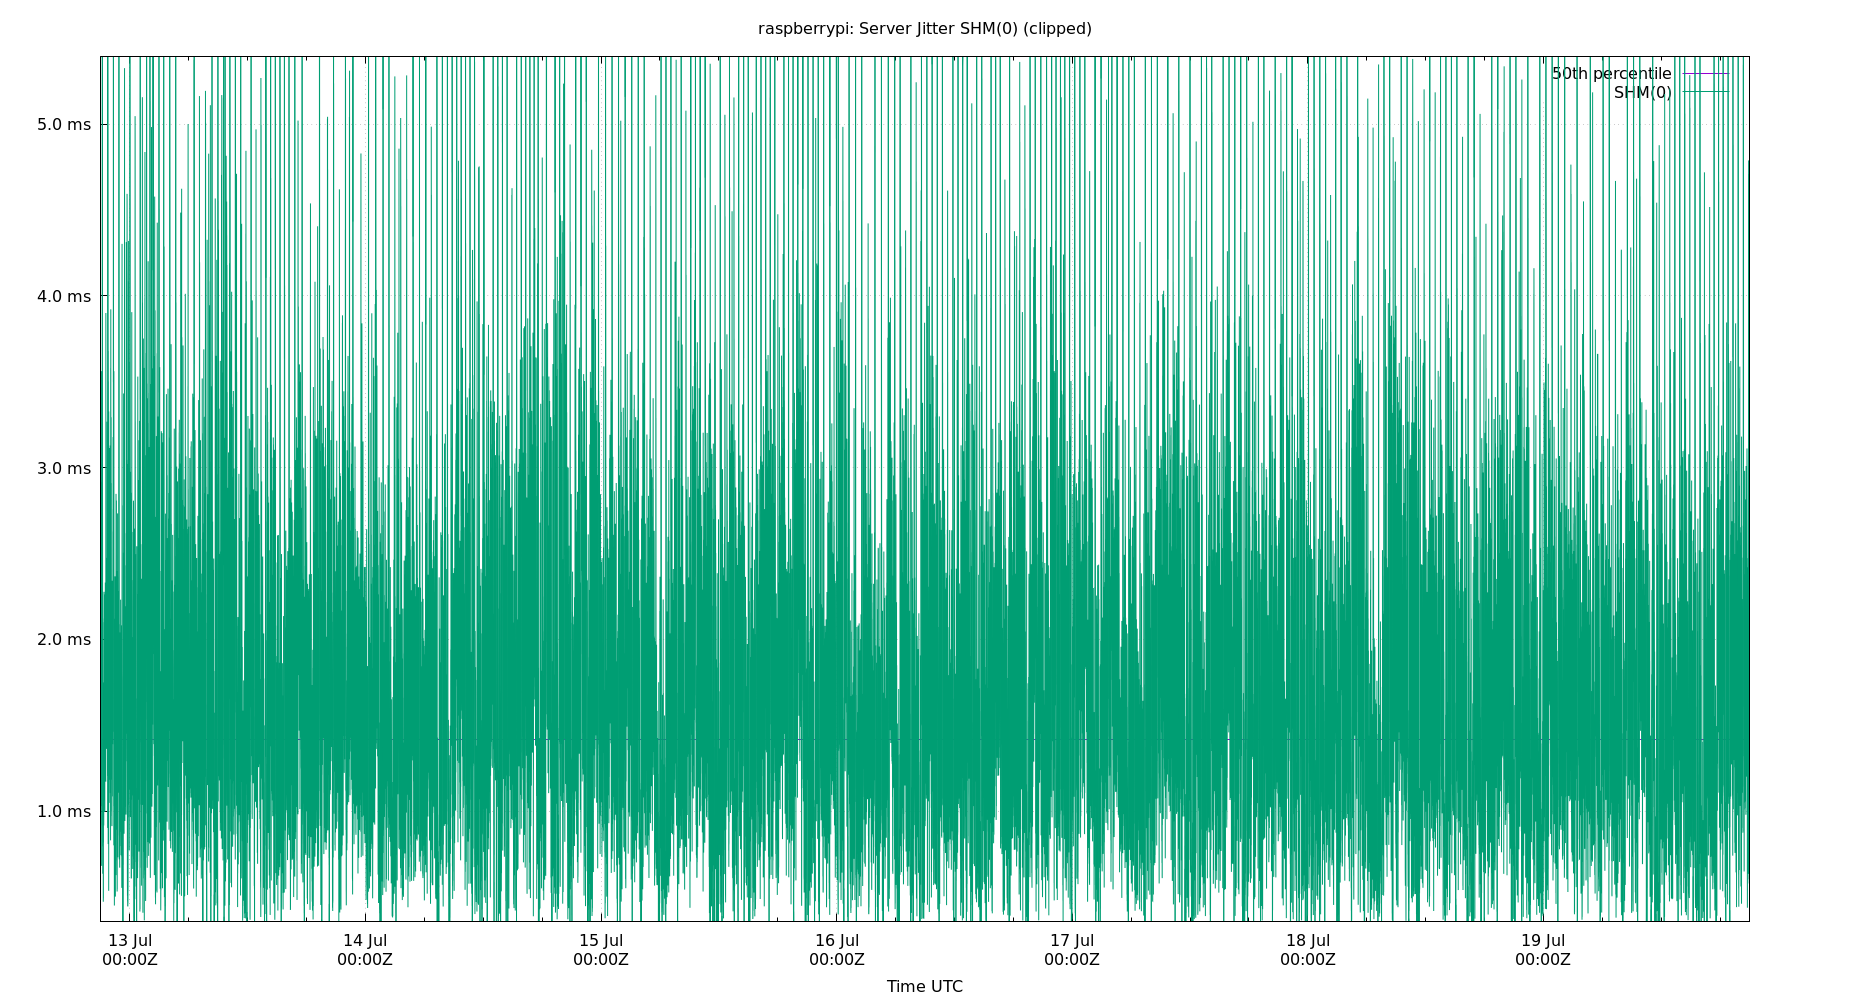 raspberrypi: Server Jitter SHM(0) (clipped)
50th percentile
SHM(0)
5.0 ms
4.0 ms
3.0 ms
2.0 ms
1.0 ms
13 Jul 14 Jul 15 Jul 16 Jul 17 Jul 18 Jul 19 Jul
00:00Z 00:00Z 00:00Z 00:00Z 00:00Z 00:00Z 00:00Z
Time UTC